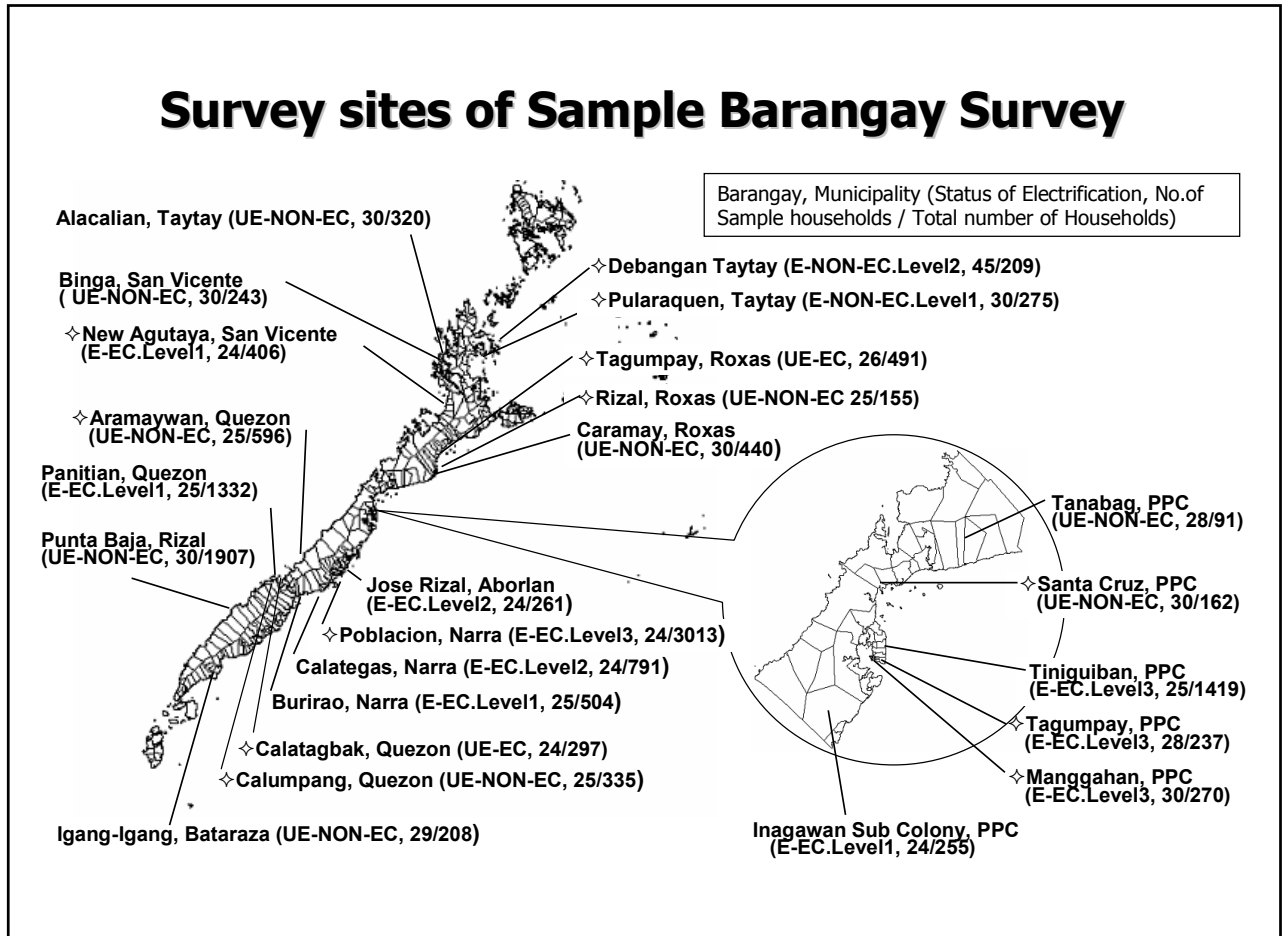 Survey sites of Sample Barangay Survey
Barangay, Municipality (Status of Electrification, No.of
Sample households / Total number of Households)
Alacalian, Taytay (UE-NON-EC, 30/320)
Binga, San Vicente
( UE-NON-EC, 30/243)
✧New Agutaya, San Vicente
(E-EC.Level1, 24/406)
✧Aramaywan, Quezon
(UE-NON-EC, 25/596)
Panitian, Quezon
(E-EC.Level1, 25/1332)
Punta Baja, Rizal
(UE-NON-EC, 30/1907)
✧Debangan Taytay (E-NON-EC.Level2, 45/209)
✧Pularaquen, Taytay (E-NON-EC.Level1, 30/275)
✧Tagumpay, Roxas (UE-EC, 26/491)
✧Rizal, Roxas (UE-NON-EC 25/155)
Caramay, Roxas
(UE-NON-EC, 30/440)
Jose Rizal, Aborlan
(E-EC.Level2, 24/261)
✧Poblacion, Narra (E-EC.Level3, 24/3013)
Calategas, Narra (E-EC.Level2, 24/791)
Burirao, Narra (E-EC.Level1, 25/504)
✧Calatagbak, Quezon (UE-EC, 24/297)
✧Calumpang, Quezon (UE-NON-EC, 25/335)
Igang-Igang, Bataraza (UE-NON-EC, 29/208)
Tanabag, PPC
(UE-NON-EC, 28/91)
✧Santa Cruz, PPC
(UE-NON-EC, 30/162)
Tiniguiban, PPC
(E-EC.Level3, 25/1419)
✧Tagumpay, PPC
(E-EC.Level3, 28/237)
✧Manggahan, PPC
(E-EC.Level3, 30/270)
Inagawan Sub Colony, PPC
(E-EC.Level1, 24/255)